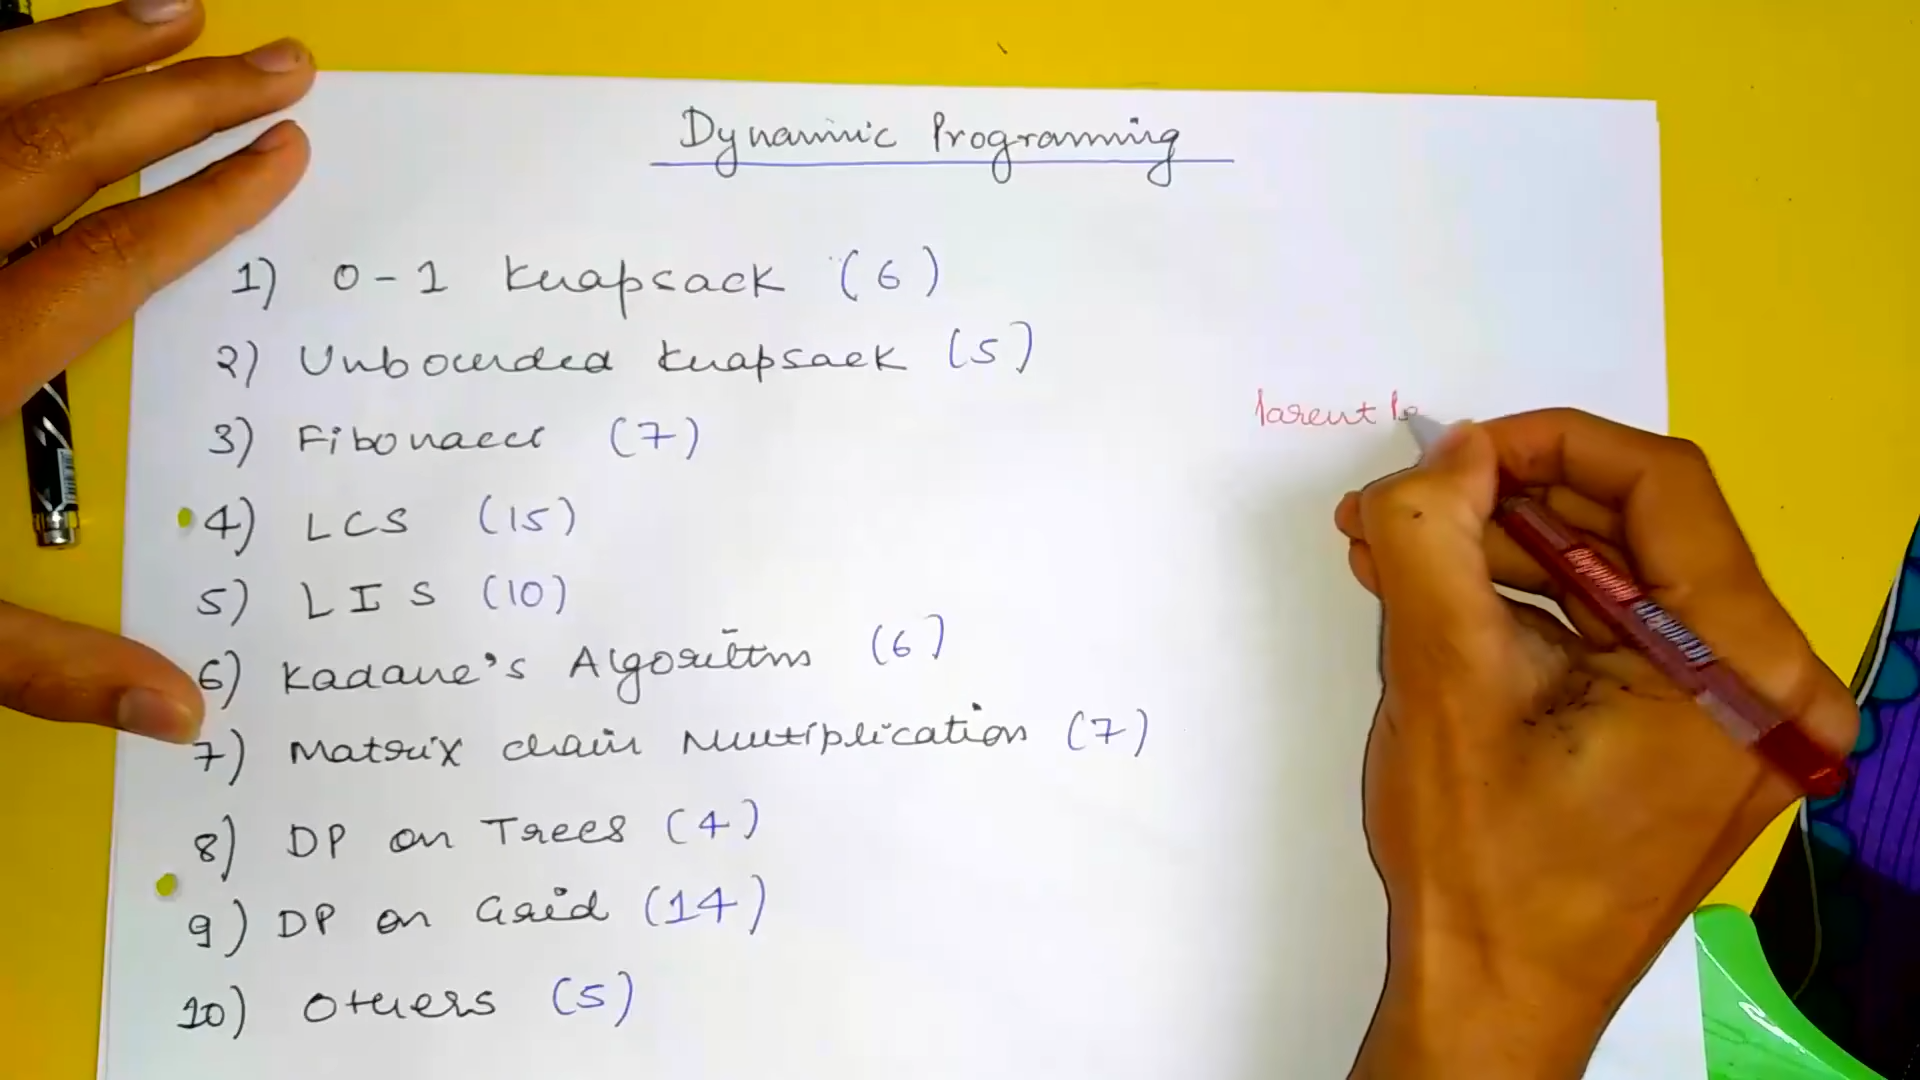 Dynamic Programming
1) 0-1 Knapsack (6)
2) Unbounded Knapsack (5)
3) Fibonacci (7)
Parent
4) LCS (15)
5) LIS (10)
6) Kadane's Algorithm (6)
7) Matrix chain Multiplication (7)
8) DP on Trees (4)
9) DP on Grid (14)
10) Others (5)